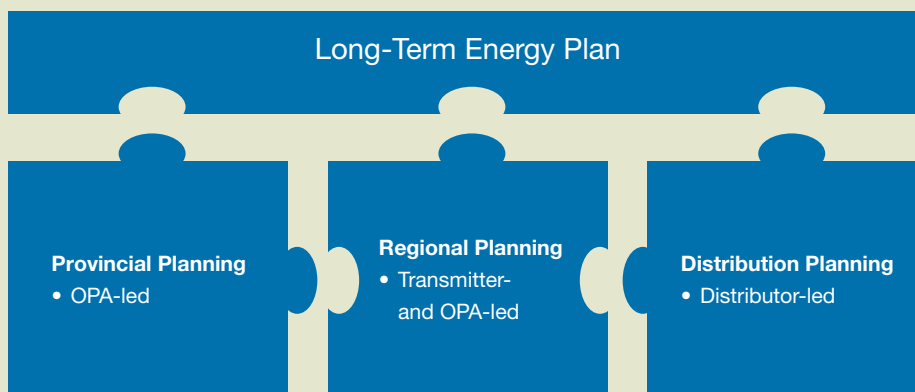 Long-Term Energy Plan
Provincial Planning
• OPA-led
Regional Planning
• Transmitter-
and OPA-led
Distribution Planning
• Distributor-led